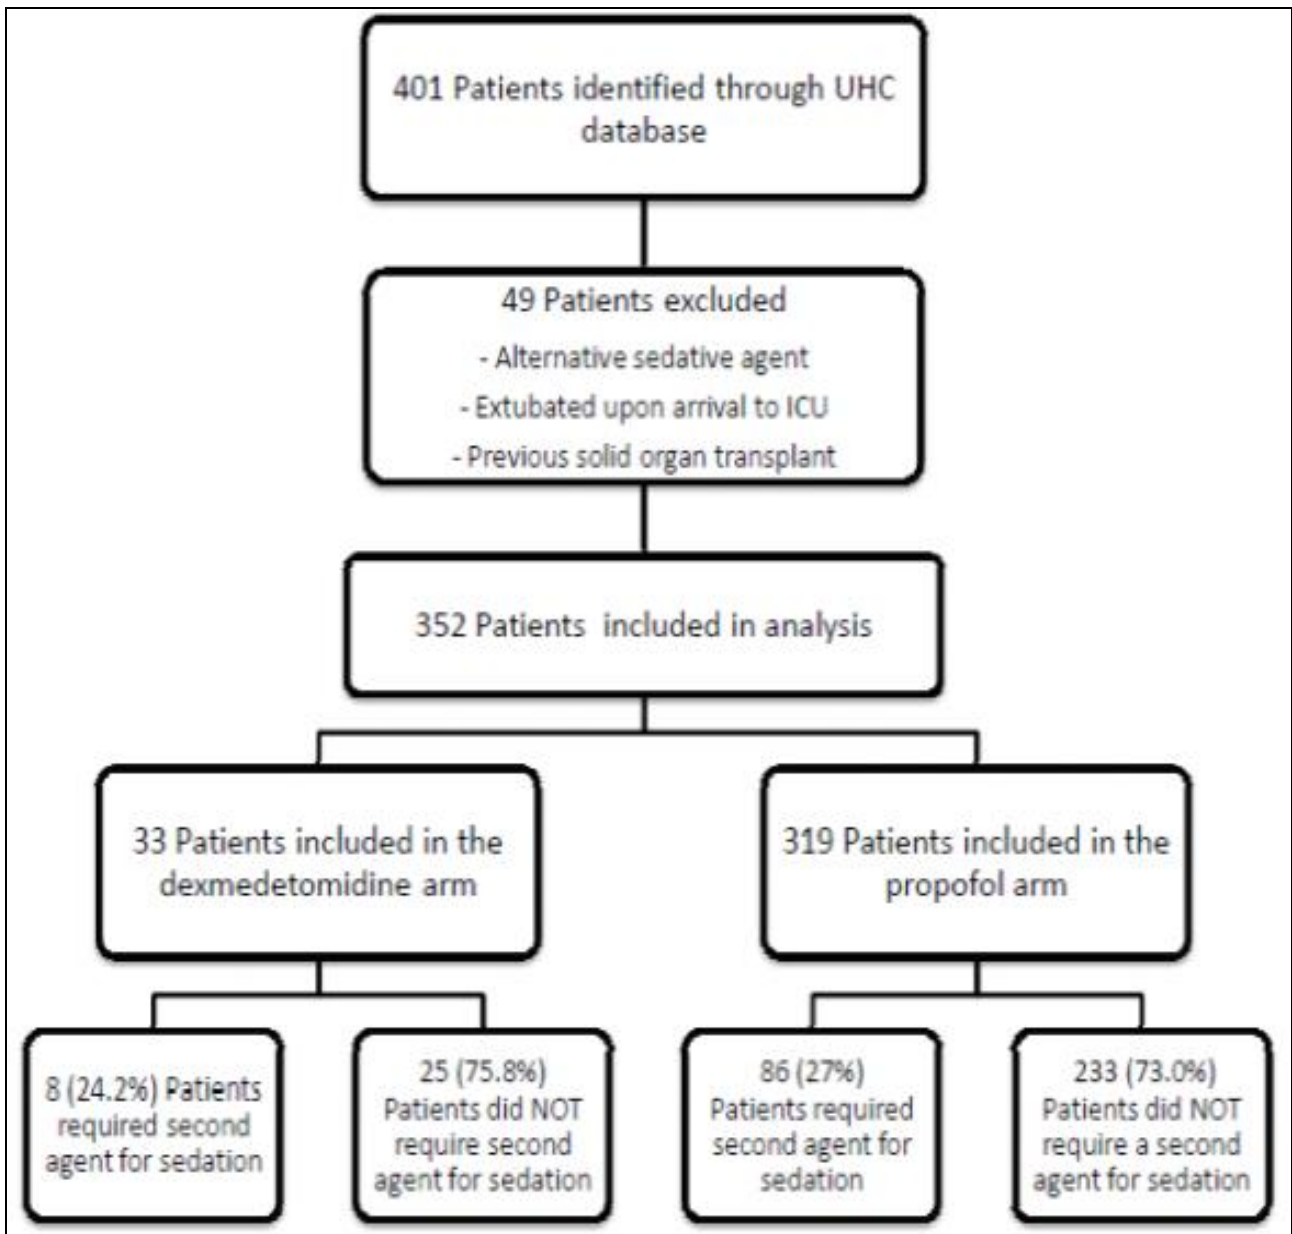 401 Patients identified through UHC
database
49 Patients excluded
- Alternative sedative agent
- Extubated upon arrival to ICU
- Previous solid organ transplant
352 Patients included in analysis
33 Patients included in the
dexmedetomidine arm
319 Patients included in the
propofol arm
8 (24.2%) Patients
required second
agent for sedation
25 (75.8%)
Patients did NOT
require second
agent for sedation
86 (27%)
Patients required
second agent for
sedation
233 (73.0%)
Patients did NOT
require a second
agent for sedation